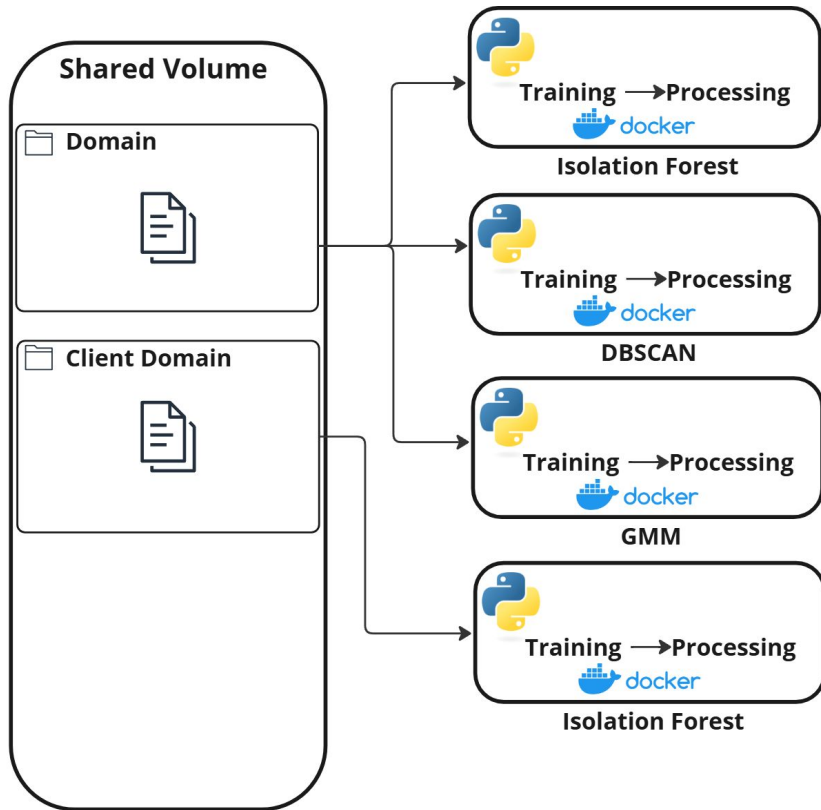 Shared Volume
Domain
Client Domain
Training Processing
docker
Isolation Forest
Training Processing
docker
DBSCAN
Training Processing
docker
GMM
Training Processing
docker
Isolation Forest